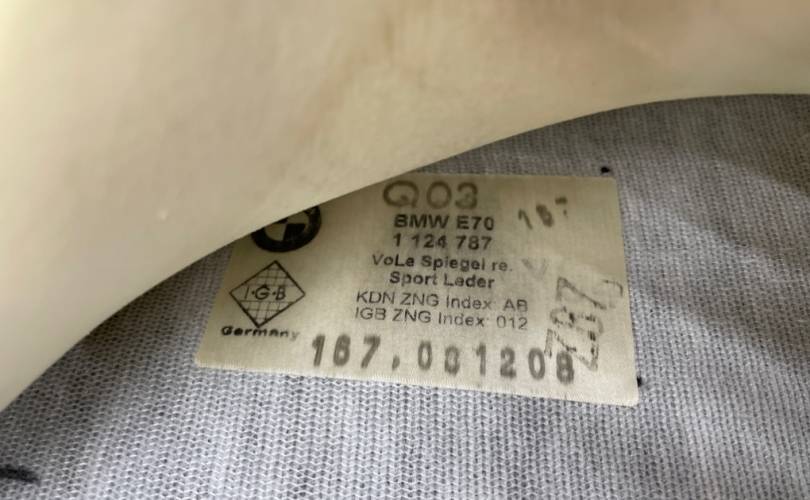 Q03
BMW E70
167
1 124 787
VoLe Spiegel re.
Sport Leder
KDN ZNG Index: AB
IGB ZNG Index: 012
I·G·B
Germany
167.081208